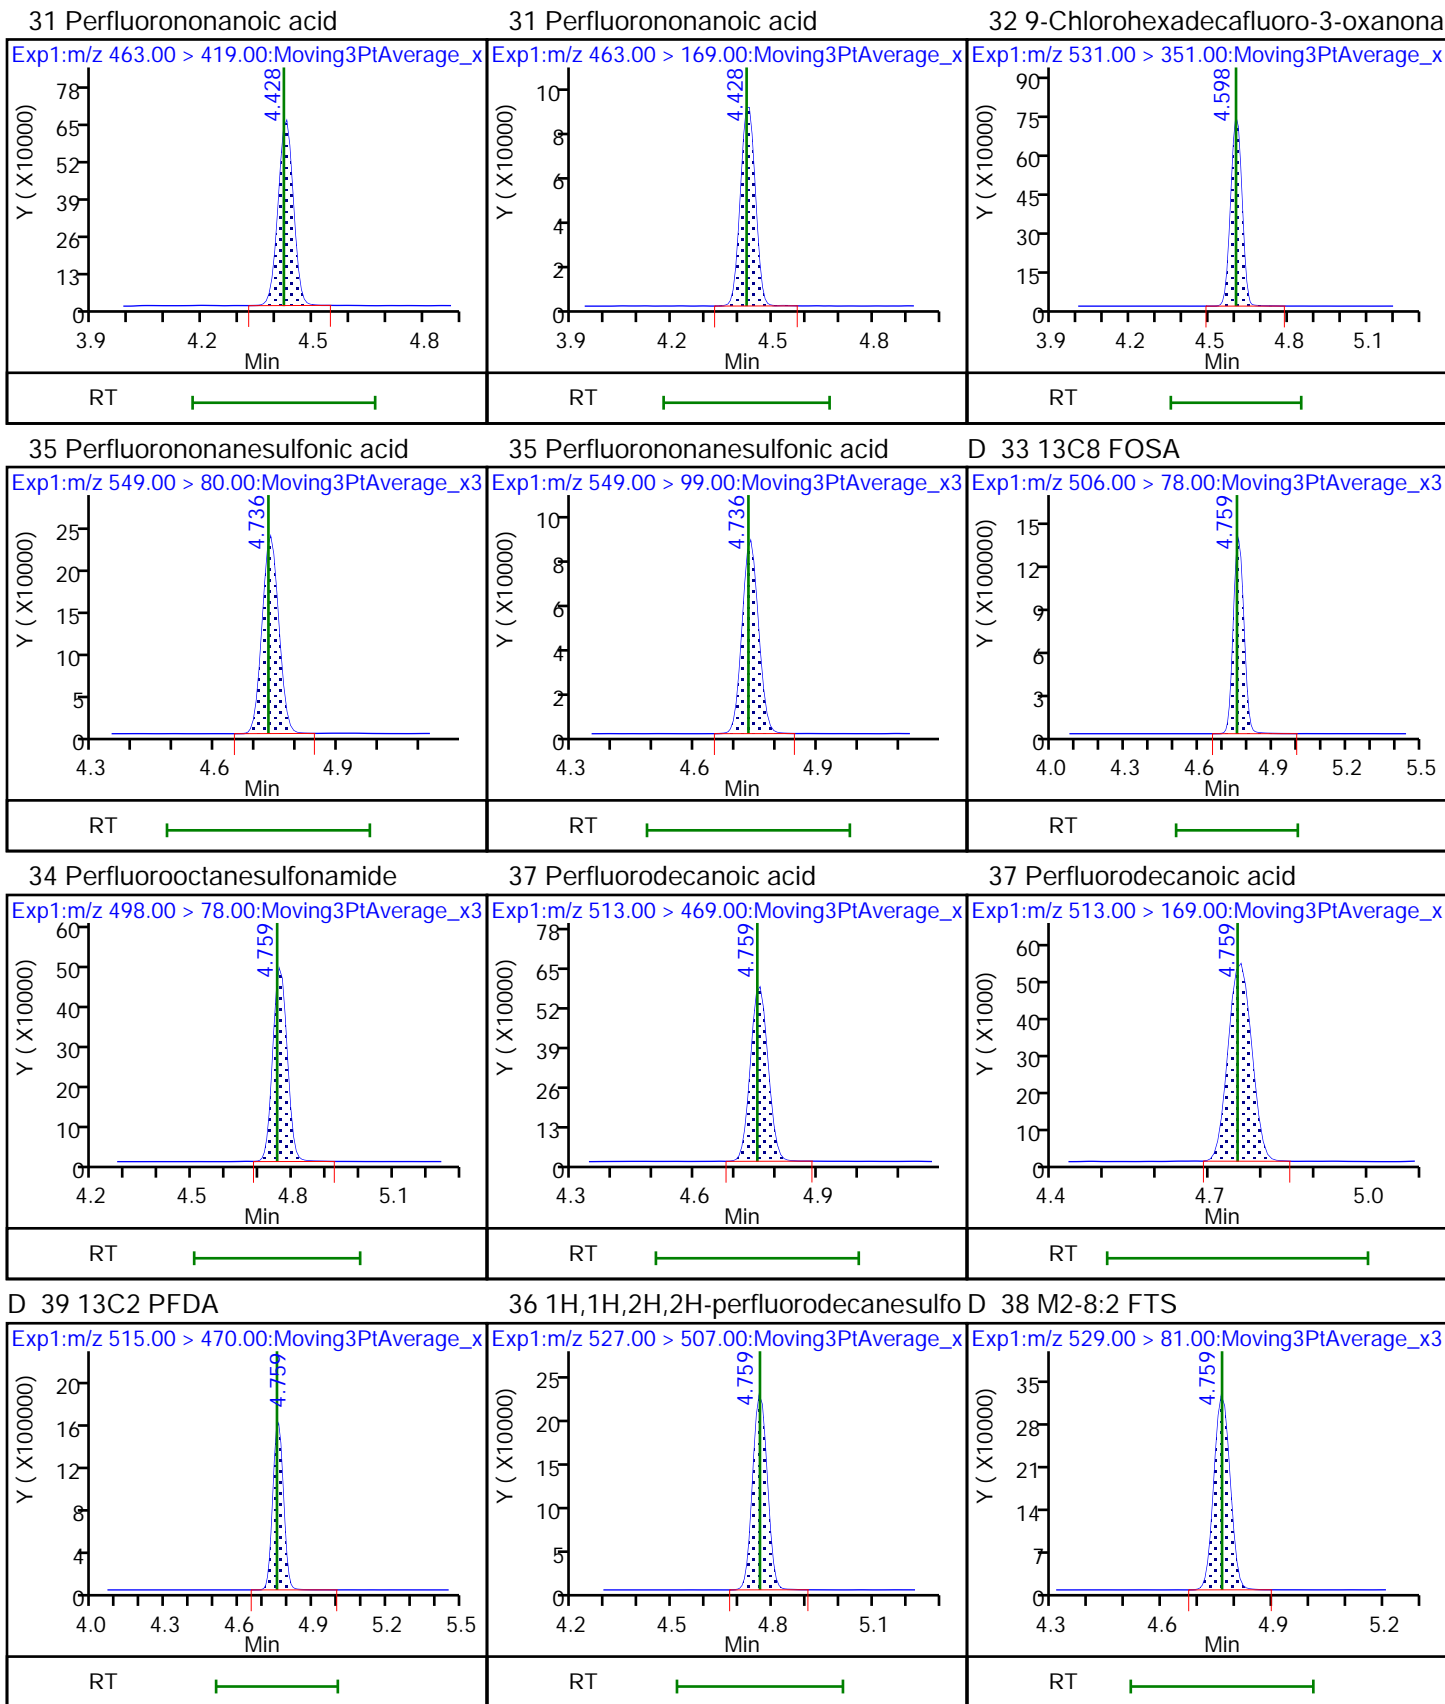 31 Perfluorononanoic acid
Exp1:m/z 463.00 > 419.00:Moving3PtAverage_x
Y ( X10000)
78
65
52
39
26
13
0
4.428
3.9 4.2 4.5 4.8
Min
RT
31 Perfluorononanoic acid
Exp1:m/z 463.00 > 169.00:Moving3PtAverage_x
Y ( X10000)
10
8
6
4
2
0
4.428
3.9 4.2 4.5 4.8
Min
RT
32 9-Chlorohexadecafluoro-3-oxanona
Exp1:m/z 531.00 > 351.00:Moving3PtAverage_x
Y ( X10000)
90
75
60
45
30
15
0
4.598
3.9 4.2 4.5 4.8 5.1
Min
RT
35 Perfluorononanesulfonic acid
Exp1:m/z 549.00 > 80.00:Moving3PtAverage_x3
Y ( X10000)
25
20
15
10
5
0
4.736
4.3 4.6 4.9
Min
RT
35 Perfluorononanesulfonic acid
Exp1:m/z 549.00 > 99.00:Moving3PtAverage_x3
Y ( X10000)
10
8
6
4
2
0
4.736
4.3 4.6 4.9
Min
RT
D 33 13C8 FOSA
Exp1:m/z 506.00 > 78.00:Moving3PtAverage_x3
Y ( X100000)
15
12
9
6
3
0
4.759
4.0 4.3 4.6 4.9 5.2 5.5
Min
RT
34 Perfluorooctanesulfonamide
Exp1:m/z 498.00 > 78.00:Moving3PtAverage_x3
Y ( X10000)
60
50
40
30
20
10
0
4.759
4.2 4.5 4.8 5.1
Min
RT
37 Perfluorodecanoic acid
Exp1:m/z 513.00 > 469.00:Moving3PtAverage_x
Y ( X10000)
78
65
52
39
26
13
0
4.759
4.3 4.6 4.9
Min
RT
37 Perfluorodecanoic acid
Exp1:m/z 513.00 > 169.00:Moving3PtAverage_x
Y ( X1000)
60
50
40
30
20
10
0
4.759
4.4 4.7 5.0
Min
RT
D 39 13C2 PFDA
Exp1:m/z 515.00 > 470.00:Moving3PtAverage_x
Y ( X100000)
20
16
12
8
4
0
4.759
4.0 4.3 4.6 4.9 5.2 5.5
Min
RT
36 1H,1H,2H,2H-perfluorodecanesulfo
Exp1:m/z 527.00 > 507.00:Moving3PtAverage_x
Y ( X10000)
25
20
15
10
5
0
4.759
4.2 4.5 4.8 5.1
Min
RT
D 38 M2-8:2 FTS
Exp1:m/z 529.00 > 81.00:Moving3PtAverage_x3
Y ( X10000)
35
28
21
14
7
0
4.759
4.3 4.6 4.9 5.2
Min
RT